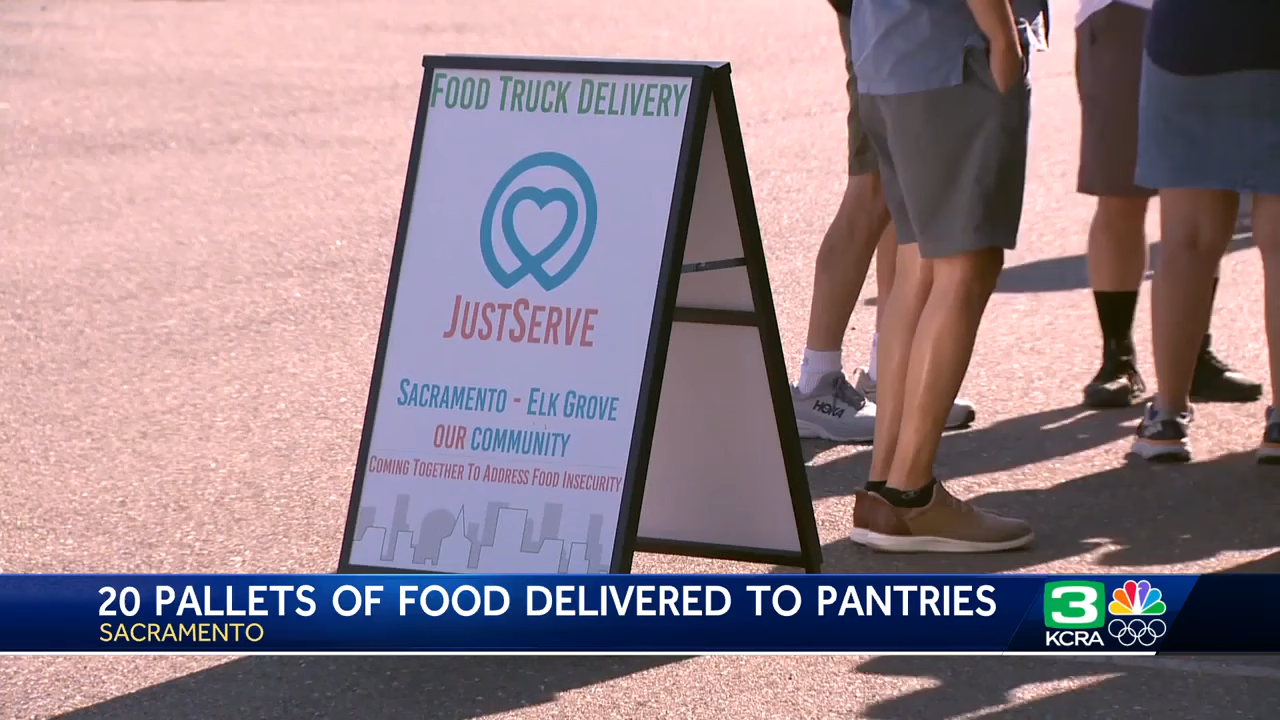 FOOD TRUCK DELIVERY
JUSTSERVE
SACRAMENTO - ELK GROVE
OUR COMMUNITY
COMING TOGETHER TO ADDRESS FOOD INSECURITY
HOKA
20 PALLETS OF FOOD DELIVERED TO PANTRIES
SACRAMENTO
3
KCRA